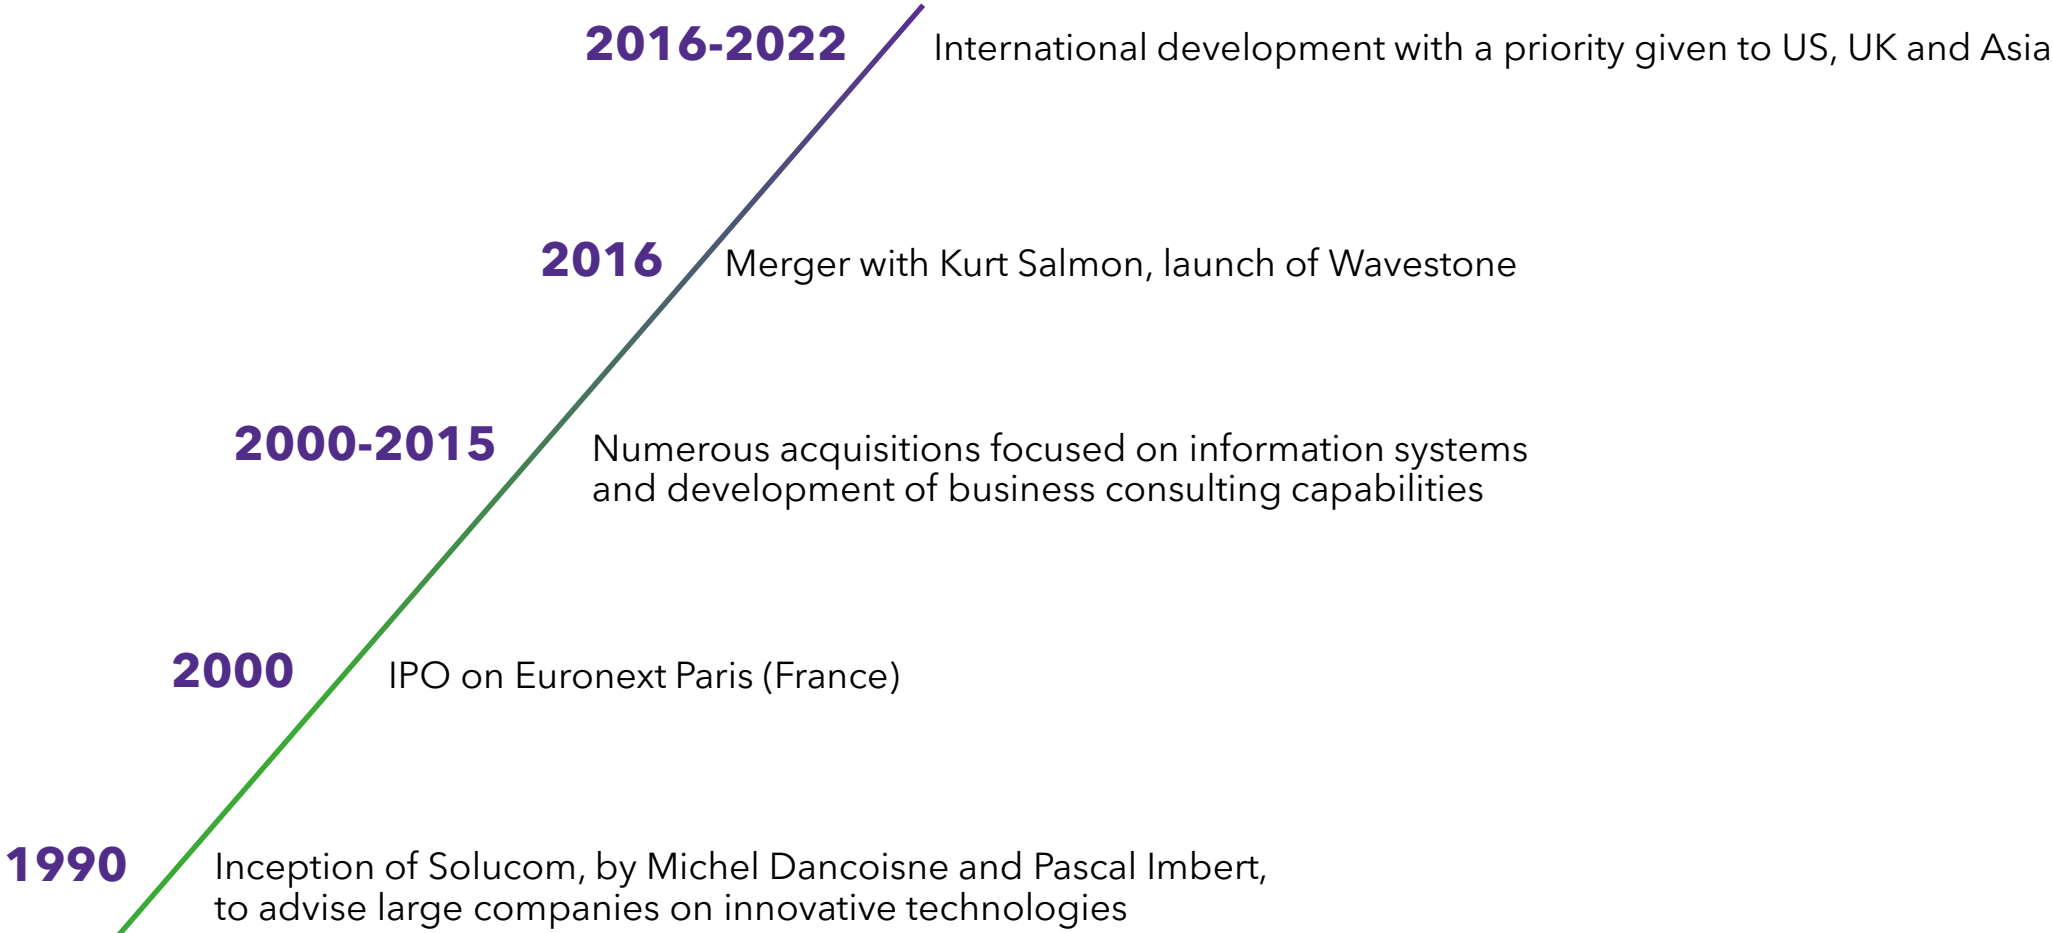 2016-2022 International development with a priority given to US, UK and Asia
2016 Merger with Kurt Salmon, launch of Wavestone
2000-2015 Numerous acquisitions focused on information systems
and development of business consulting capabilities
2000 IPO on Euronext Paris (France)
1990 Inception of Solucom, by Michel Dancoisne and Pascal Imbert,
to advise large companies on innovative technologies